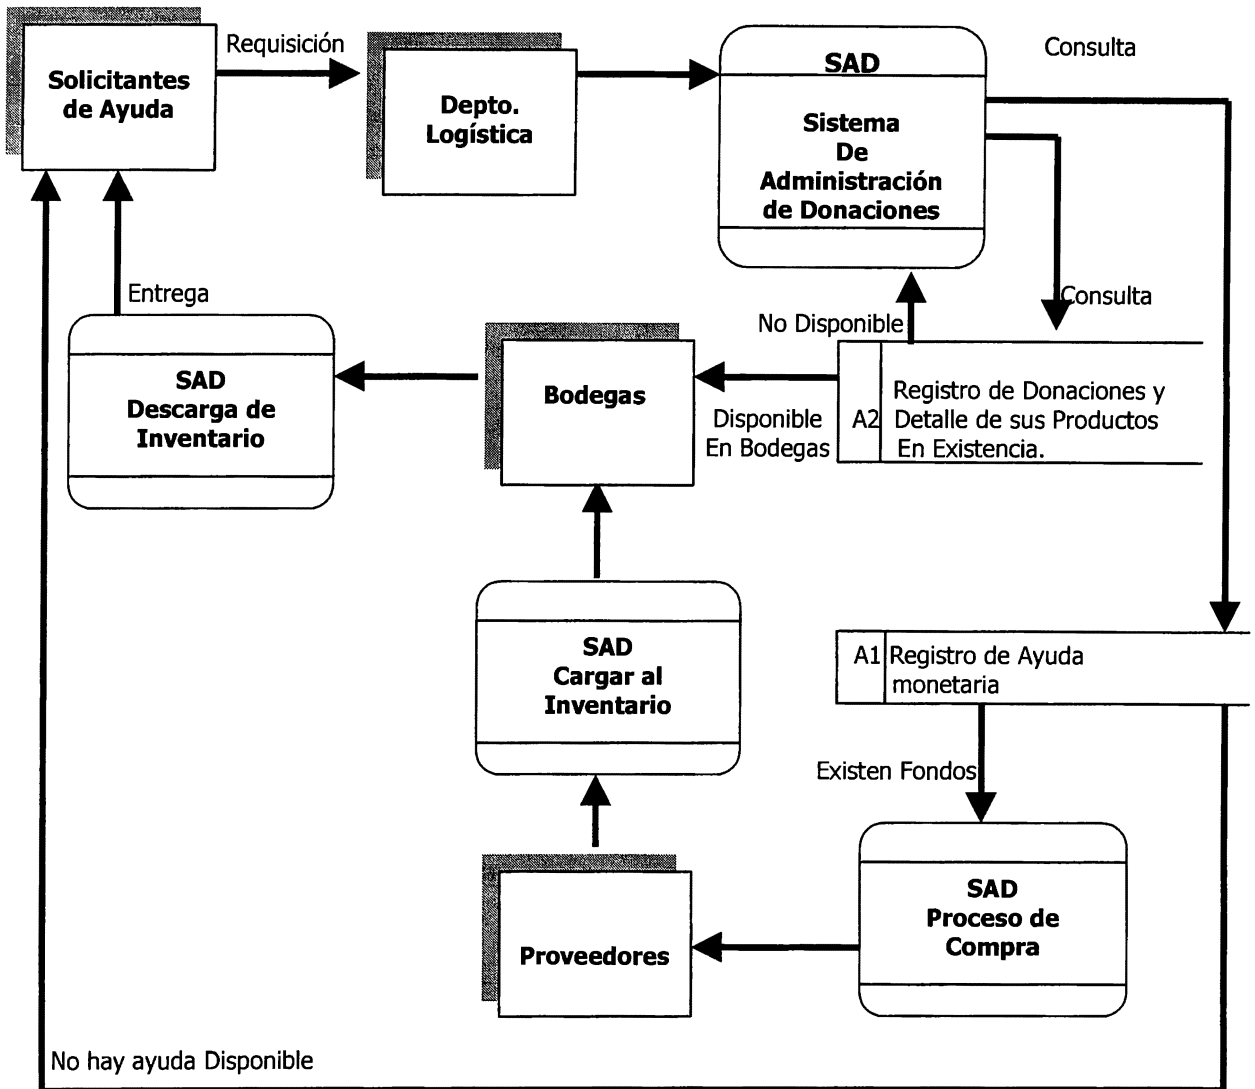 Solicitantes
de Ayuda
Requisición
Depto.
Logística
SAD
Sistema
De
Administración
de Donaciones
Consulta
Consulta
Entrega
No Disponible
SAD
Descarga de
Inventario
Bodegas
Disponible
En Bodegas
A2
Registro de Donaciones y
Detalle de sus Productos
En Existencia.
SAD
Cargar al
Inventario
A1
Registro de Ayuda
monetaria
Existen Fondos
SAD
Proceso de
Compra
Proveedores
No hay ayuda Disponible